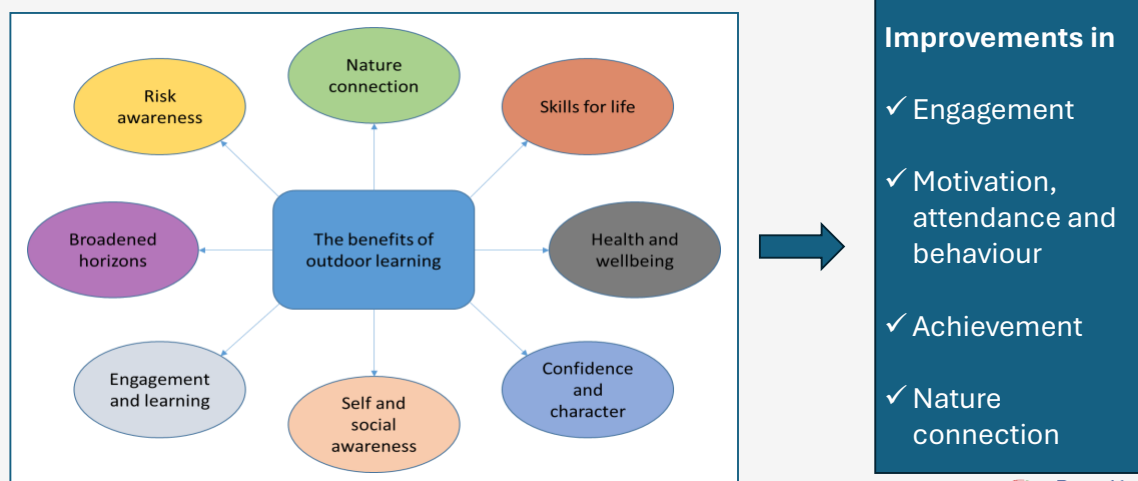 Nature
connection
Risk
awareness
Skills for life
Broadened
horizons
The benefits of
outdoor learning
Health and
wellbeing
Engagement
and learning
Self and
social
awareness
Confidence
and
character
Improvements in
✓ Engagement
✓ Motivation,
attendance and
behaviour
✓ Achievement
✓ Nature
connection